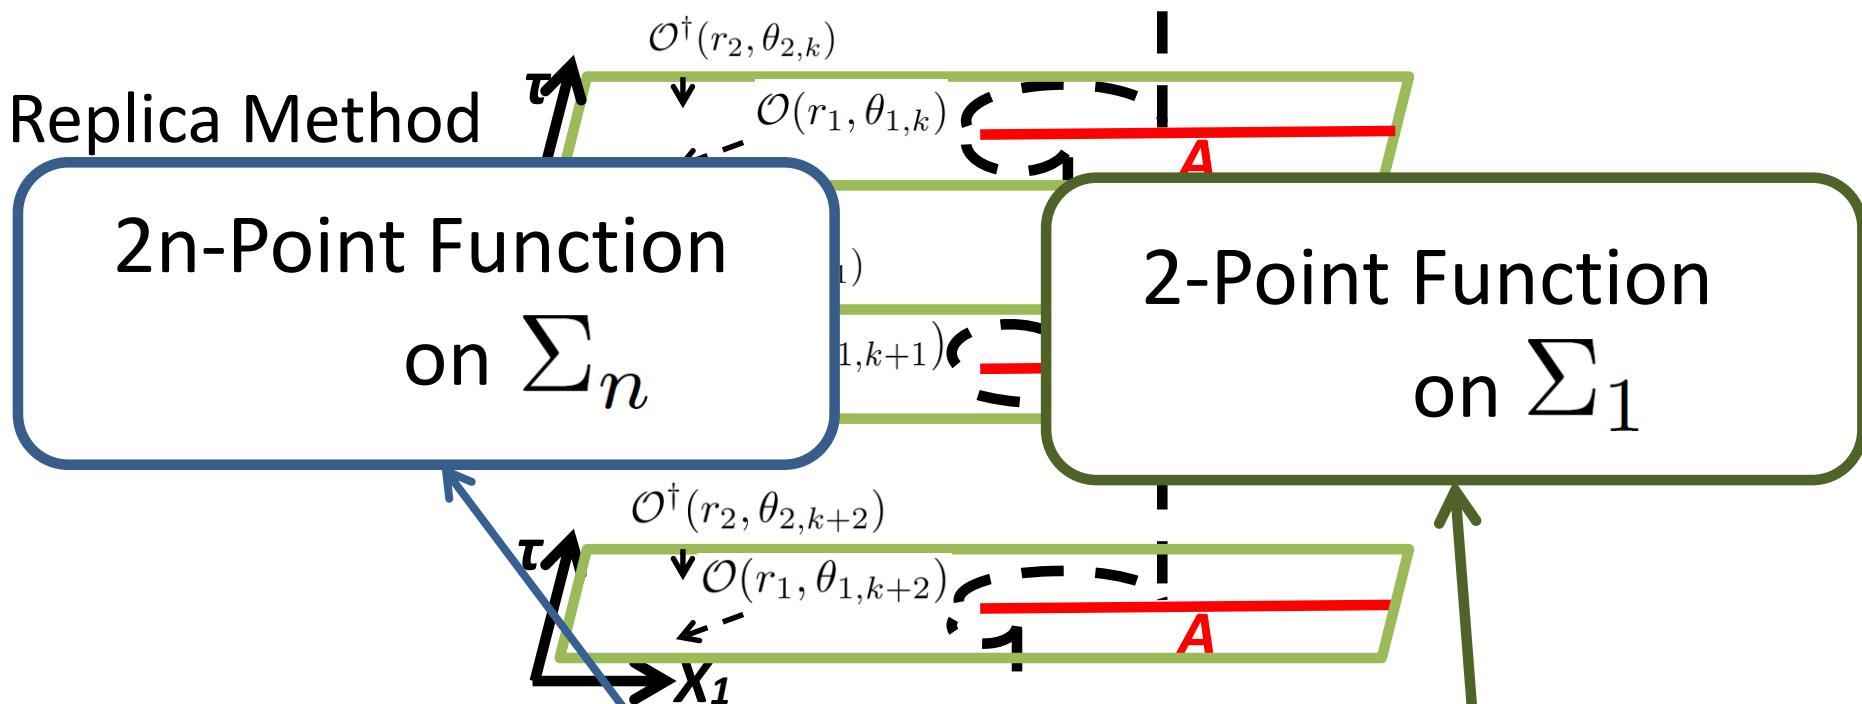 𝒪†(r₂, θ₂,ₖ)
τ
Replica Method
𝒪(r₁, θ₁,ₖ)
A
2n-Point Function
on Σₙ
₁)
₁,ₖ₊₁)
2-Point Function
on Σ₁
𝒪†(r₂, θ₂,ₖ₊₂)
τ
𝒪(r₁, θ₁,ₖ₊₂)
A
X₁